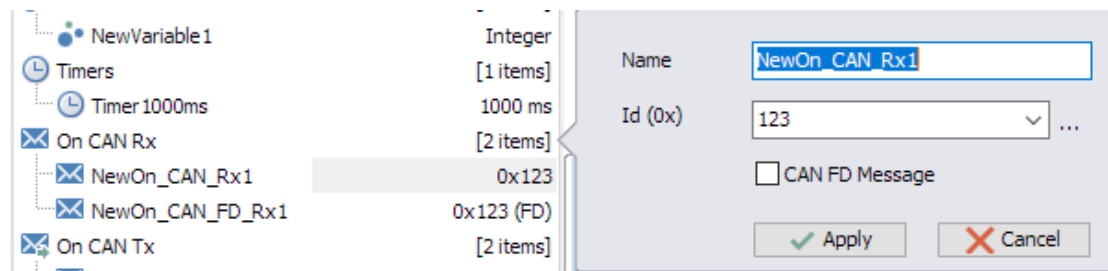 NewVariable1 Integer
Timers [1 items]
Timer1000ms 1000 ms
On CAN Rx [2 items]
NewOn_CAN_Rx1 0x123
NewOn_CAN_FD_Rx1 0x123 (FD)
On CAN Tx [2 items]
Name NewOn_CAN_Rx1
Id (0x) 123 ...
CAN FD Message
Apply Cancel